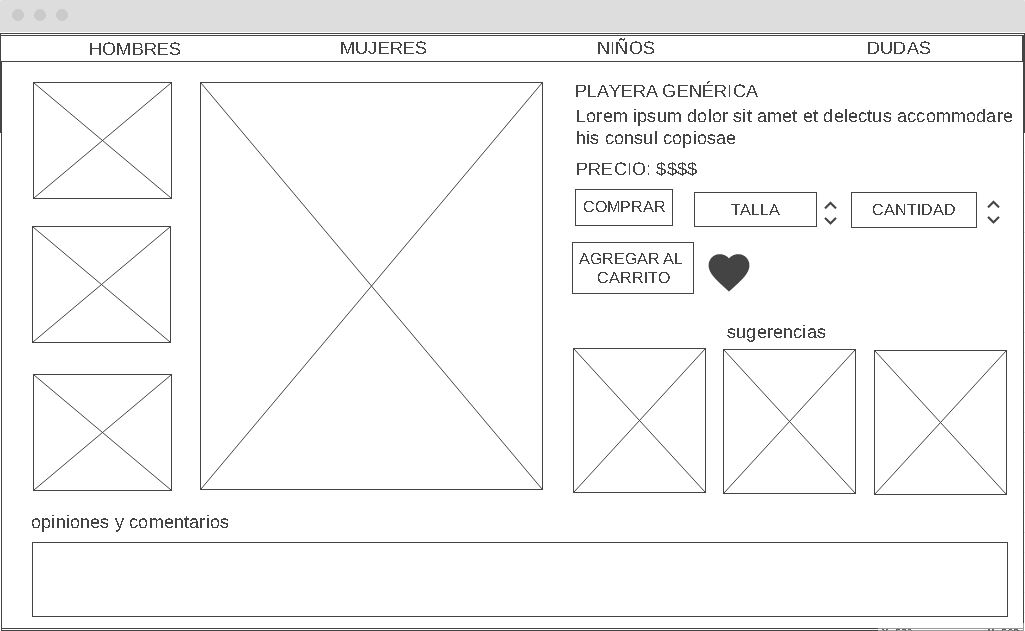 HOMBRES MUJERES NIÑOS DUDAS
PLAYERA GENÉRICA
Lorem ipsum dolor sit amet et delectus accommodare
his consul copiosae
PRECIO: $$$$
COMPRAR TALLA CANTIDAD
AGREGAR AL
CARRITO
sugerencias
opiniones y comentarios